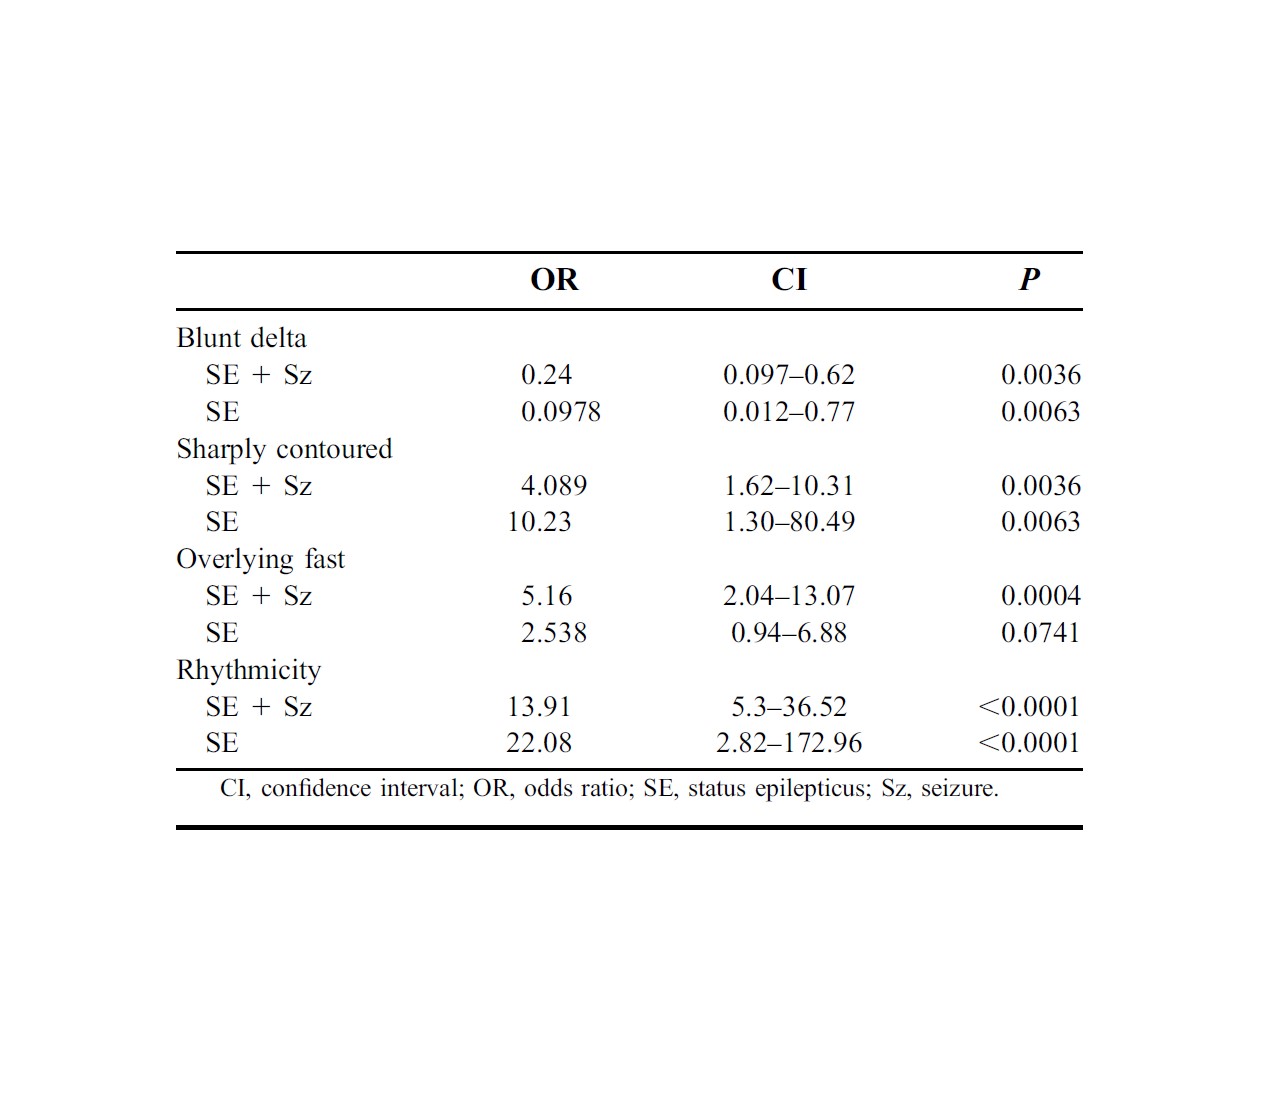 OR CI P
Blunt delta
SE + Sz 0.24 0.097–0.62 0.0036
SE 0.0978 0.012–0.77 0.0063
Sharply contoured
SE + Sz 4.089 1.62–10.31 0.0036
SE 10.23 1.30–80.49 0.0063
Overlying fast
SE + Sz 5.16 2.04–13.07 0.0004
SE 2.538 0.94–6.88 0.0741
Rhythmicity
SE + Sz 13.91 5.3–36.52 <0.0001
SE 22.08 2.82–172.96 <0.0001
CI, confidence interval; OR, odds ratio; SE, status epilepticus; Sz, seizure.